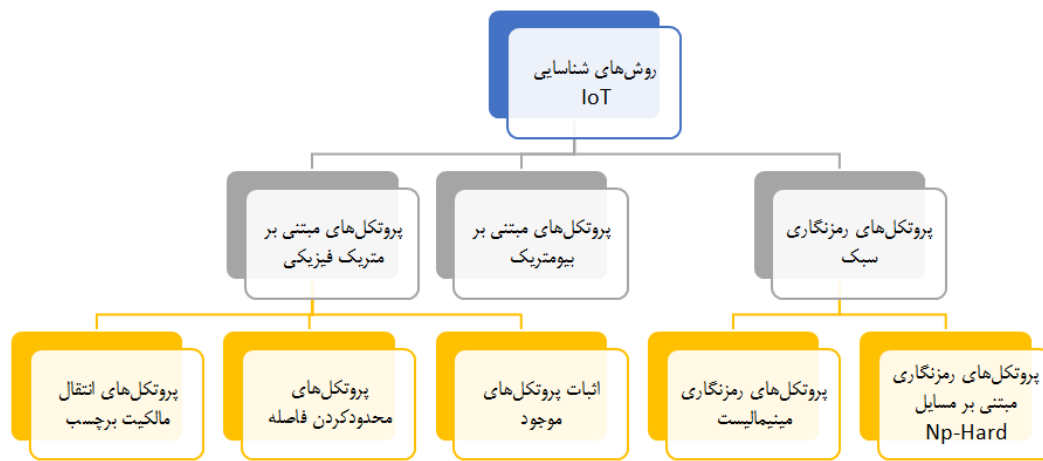 روش‌های شناسایی
IoT
پروتکل‌های رمزنگاری
سبک
پروتکل‌های مبتنی بر
بیومتریک
پروتکل‌های مبتنی بر
متریک فیزیکی
پروتکل‌های رمزنگاری
مبتنی بر مسایل
Np-Hard
پروتکل‌های رمزنگاری
مینیمالیست
اثبات پروتکل‌های
موجود
پروتکل‌های
محدودکردن فاصله
پروتکل‌های انتقال
مالکیت برچسب